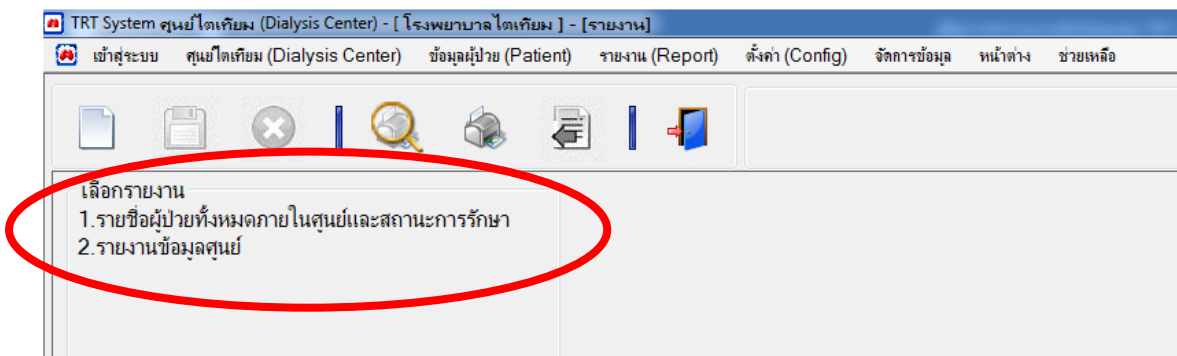 TRT System ศูนย์ไตเทียม (Dialysis Center) - [ โรงพยาบาลไตเทียม ] - [รายงาน]
เข้าสู่ระบบ ศูนย์ไตเทียม (Dialysis Center) ข้อมูลผู้ป่วย (Patient) รายงาน (Report) ตั้งค่า (Config) จัดการข้อมูล หน้าต่าง ช่วยเหลือ
เลือกรายงาน
1.รายชื่อผู้ป่วยทั้งหมดภายในศูนย์และสถานะการรักษา
2.รายงานข้อมูลศูนย์